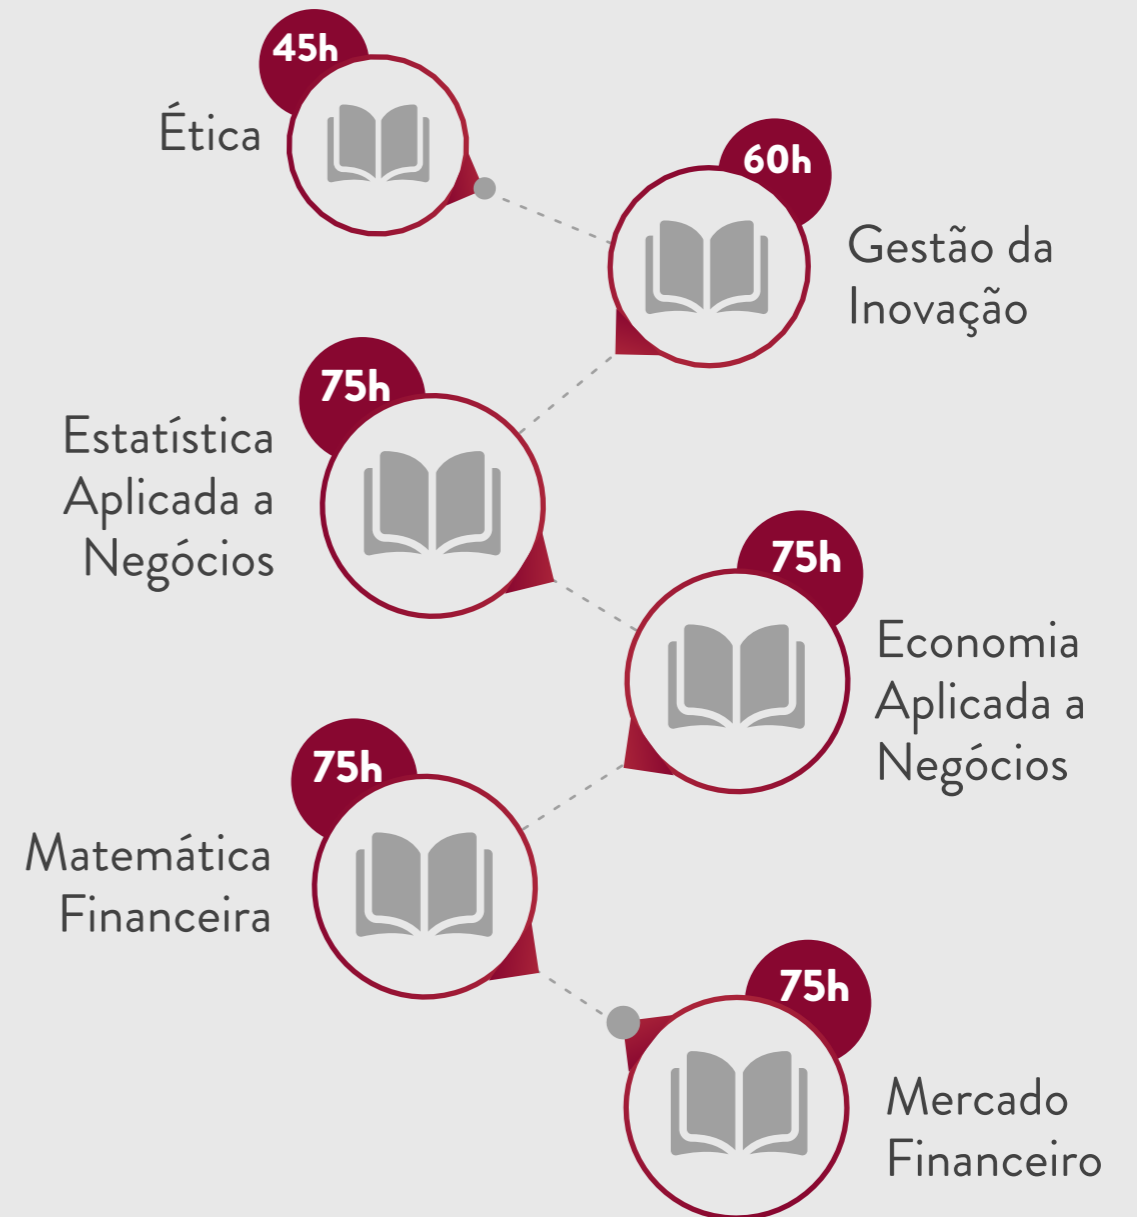 45h
Ética
60h
Gestão da
Inovação
75h
Estatística
Aplicada a
Negócios
75h
Economia
Aplicada a
Negócios
75h
Matemática
Financeira
75h
Mercado
Financeiro